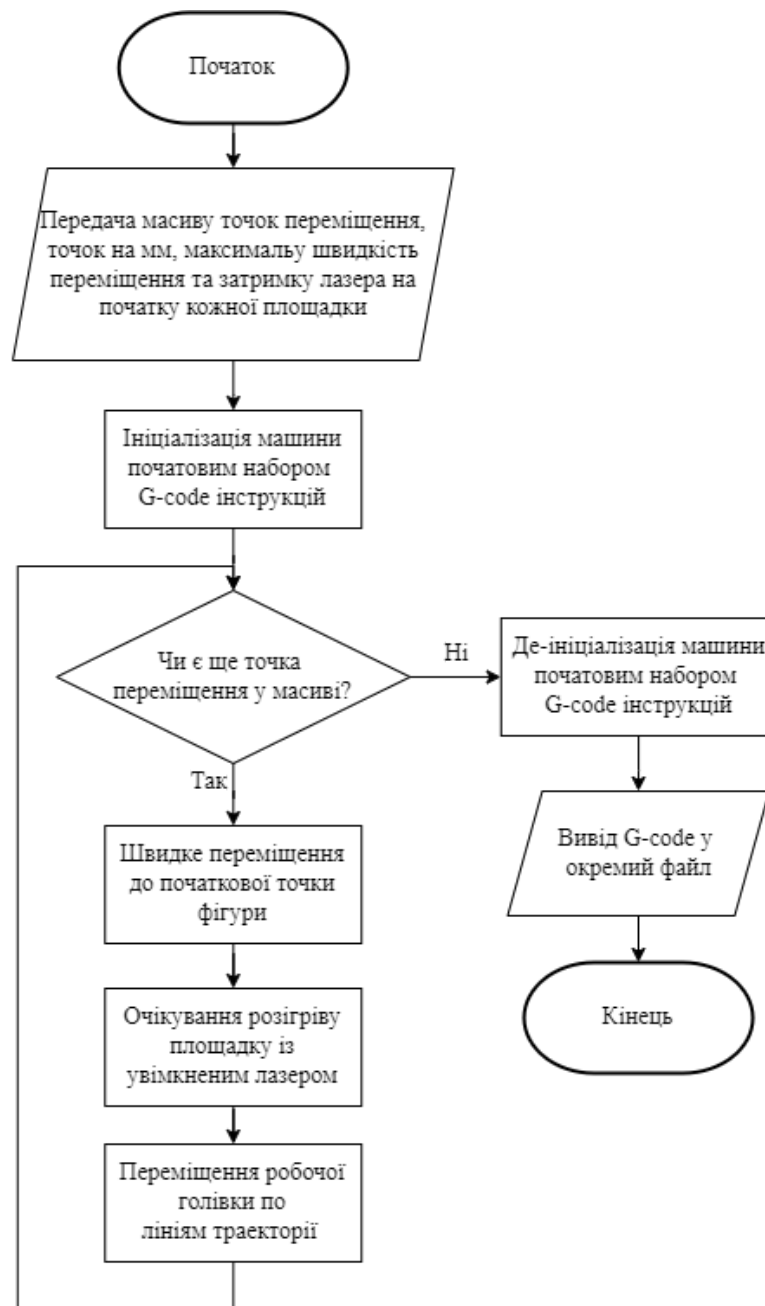 Початок
Передача масиву точок переміщення,
точок на мм, максимальу швидкість
переміщення та затримку лазера на
початку кожної площадки
Ініціалізація машини
початовим набором
G-code інструкцій
Чи є ще точка
переміщення у масиві?
Ні
Де-ініціалізація машини
початовим набором
G-code інструкцій
Так
Швидке переміщення
до початкової точки
фігури
Вивід G-code у
окремий файл
Очікування розігріву
площадку із
увімкненим лазером
Кінець
Переміщення робочої
голівки по
лініям траекторії